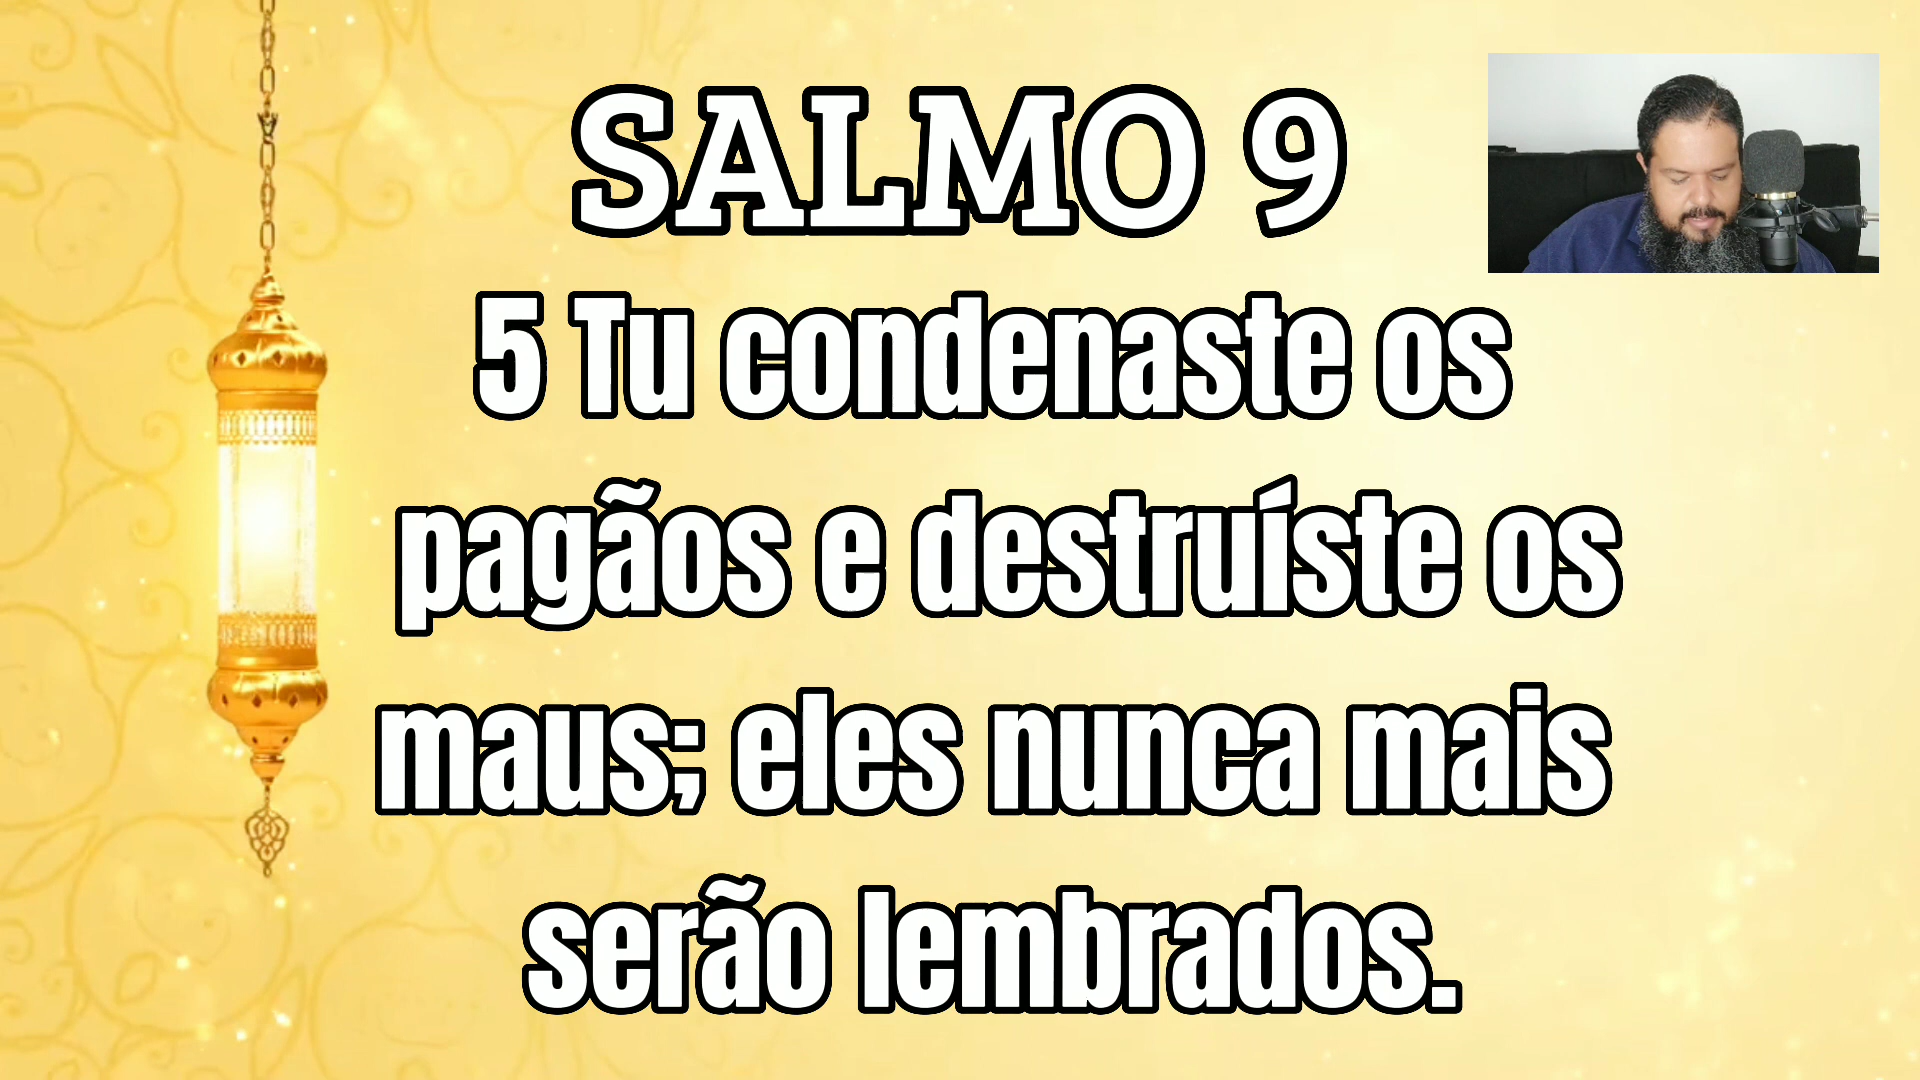 SALMO 9
5 Tu condenaste os
pagãos e destruíste os
maus; eles nunca mais
serão lembrados.